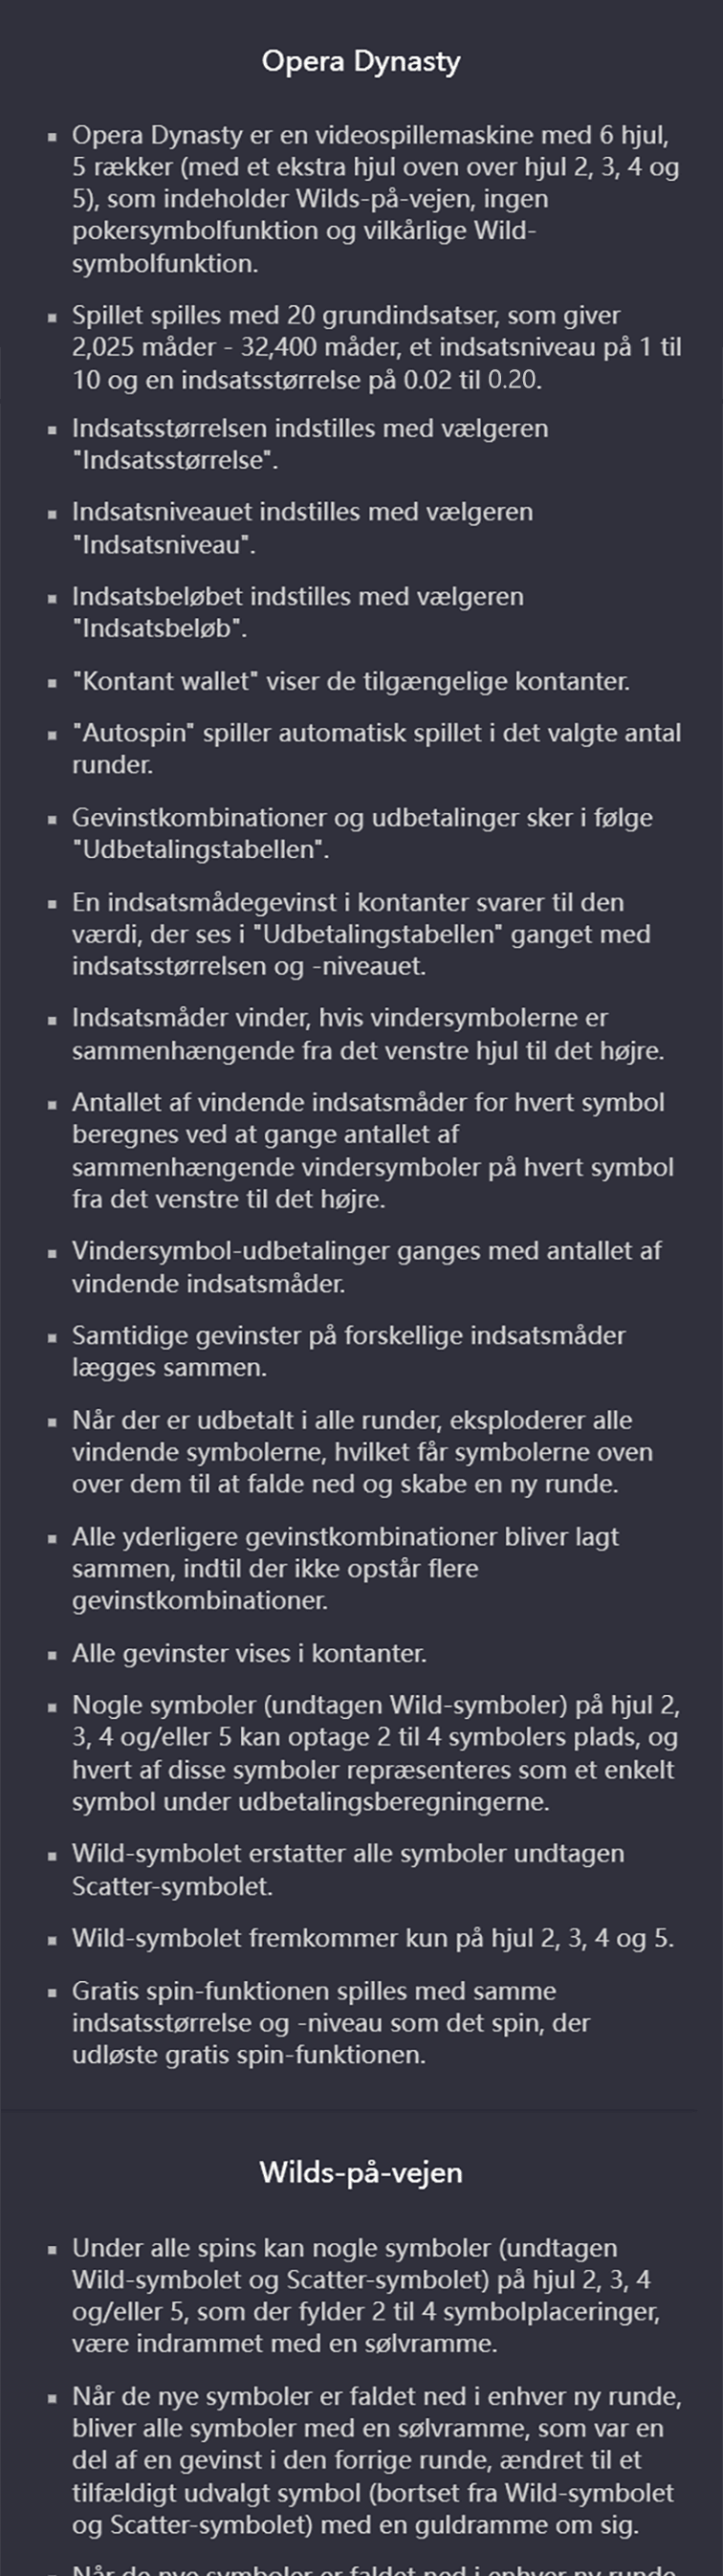 Opera Dynasty
▪ Opera Dynasty er en videospillemaskine med 6 hjul,
5 rækker (med et ekstra hjul oven over hjul 2, 3, 4 og
5), som indeholder Wilds-på-vejen, ingen
pokersymbolfunktion og vilkårlige Wild-
symbolfunktion.
▪ Spillet spilles med 20 grundindsatser, som giver
2,025 måder - 32,400 måder, et indsatsniveau på 1 til
10 og en indsatsstørrelse på 0.02 til 0.20.
▪ Indsatsstørrelsen indstilles med vælgeren
"Indsatsstørrelse".
▪ Indsatsniveauet indstilles med vælgeren
"Indsatsniveau".
▪ Indsatsbeløbet indstilles med vælgeren
"Indsatsbeløb".
▪ "Kontant wallet" viser de tilgængelige kontanter.
▪ "Autospin" spiller automatisk spillet i det valgte antal
runder.
▪ Gevinstkombinationer og udbetalinger sker i følge
"Udbetalingstabellen".
▪ En indsatsmådegevinst i kontanter svarer til den
værdi, der ses i "Udbetalingstabellen" ganget med
indsatsstørrelsen og -niveauet.
▪ Indsatsmåder vinder, hvis vindersymbolerne er
sammenhængende fra det venstre hjul til det højre.
▪ Antallet af vindende indsatsmåder for hvert symbol
beregnes ved at gange antallet af
sammenhængende vindersymboler på hvert symbol
fra det venstre til det højre.
▪ Vindersymbol-udbetalinger ganges med antallet af
vindende indsatsmåder.
▪ Samtidige gevinster på forskellige indsatsmåder
lægges sammen.
▪ Når der er udbetalt i alle runder, eksploderer alle
vindende symbolerne, hvilket får symbolerne oven
over dem til at falde ned og skabe en ny runde.
▪ Alle yderligere gevinstkombinationer bliver lagt
sammen, indtil der ikke opstår flere
gevinstkombinationer.
▪ Alle gevinster vises i kontanter.
▪ Nogle symboler (undtagen Wild-symboler) på hjul 2,
3, 4 og/eller 5 kan optage 2 til 4 symbolers plads, og
hvert af disse symboler repræsenteres som et enkelt
symbol under udbetalingsberegningerne.
▪ Wild-symbolet erstatter alle symboler undtagen
Scatter-symbolet.
▪ Wild-symbolet fremkommer kun på hjul 2, 3, 4 og 5.
▪ Gratis spin-funktionen spilles med samme
indsatsstørrelse og -niveau som det spin, der
udløste gratis spin-funktionen.
Wilds-på-vejen
▪ Under alle spins kan nogle symboler (undtagen
Wild-symbolet og Scatter-symbolet) på hjul 2, 3, 4
og/eller 5, som der fylder 2 til 4 symbolplaceringer,
være indrammet med en sølvramme.
▪ Når de nye symboler er faldet ned i enhver ny runde,
bliver alle symboler med en sølvramme, som var en
del af en gevinst i den forrige runde, ændret til et
tilfældigt udvalgt symbol (bortset fra Wild-symbolet
og Scatter-symbolet) med en guldramme om sig.
▪ Når de nye symboler er faldet ned i enhver ny runde